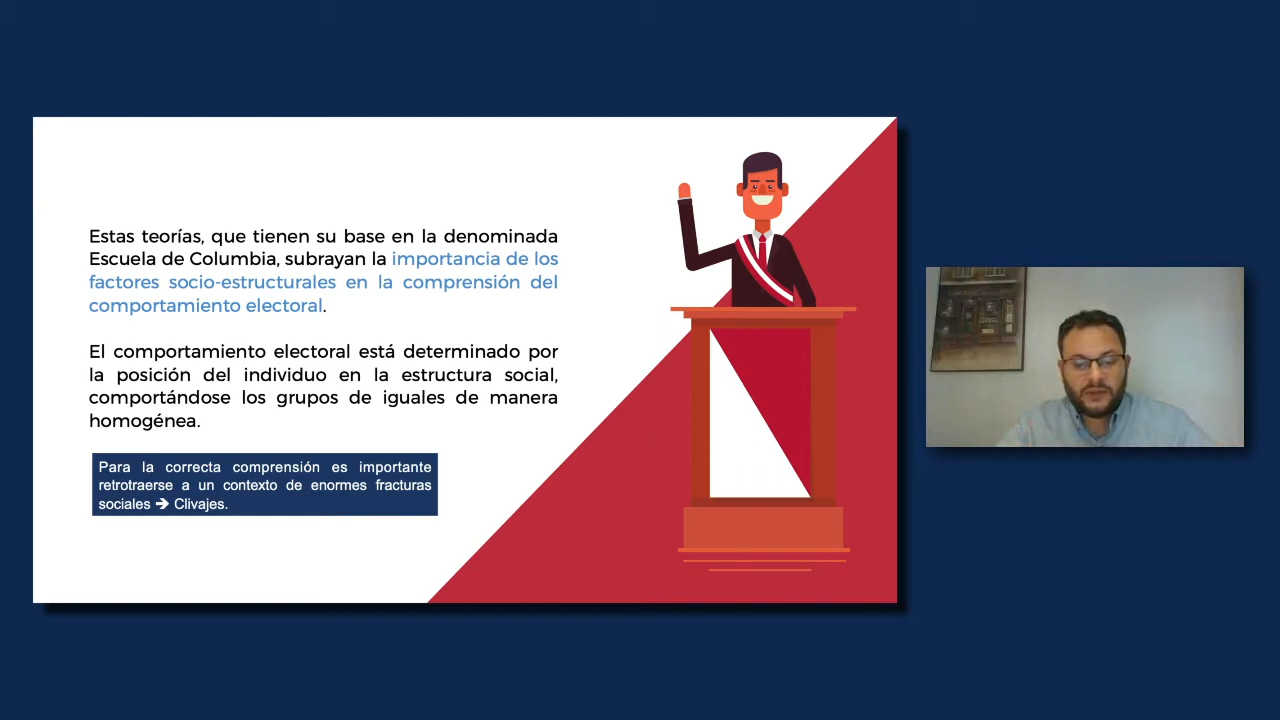 Estas teorías, que tienen su base en la denominada
Escuela de Columbia, subrayan la importancia de los
factores socio-estructurales en la comprensión del
comportamiento electoral.
El comportamiento electoral está determinado por
la posición del individuo en la estructura social,
comportándose los grupos de iguales de manera
homogénea.
Para la correcta comprensión es importante
retrotraerse a un contexto de enormes fracturas
sociales ➔ Clivajes.